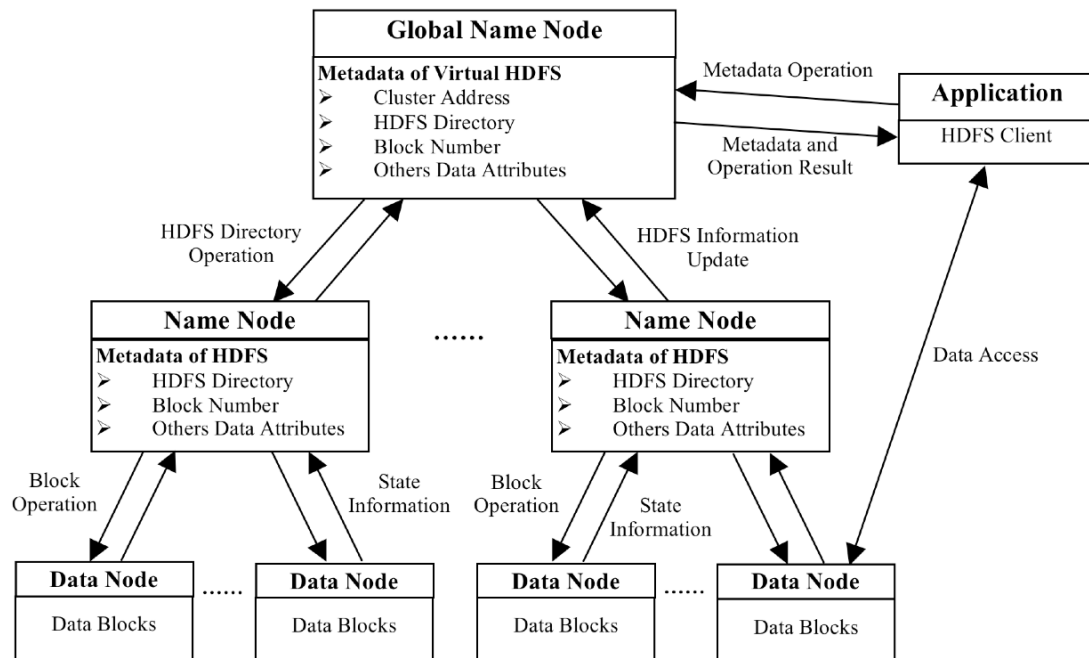 Global Name Node
Metadata of Virtual HDFS
➢ Cluster Address
➢ HDFS Directory
➢ Block Number
➢ Others Data Attributes
Metadata Operation
Metadata and
Operation Result
Application
HDFS Client
HDFS Directory
Operation
HDFS Information
Update
Name Node
Metadata of HDFS
➢ HDFS Directory
➢ Block Number
➢ Others Data Attributes
......
Name Node
Metadata of HDFS
➢ HDFS Directory
➢ Block Number
➢ Others Data Attributes
Data Access
Block
Operation
State
Information
Block
Operation
State
Information
Data Node
Data Blocks
......
Data Node
Data Blocks
Data Node
Data Blocks
......
Data Node
Data Blocks